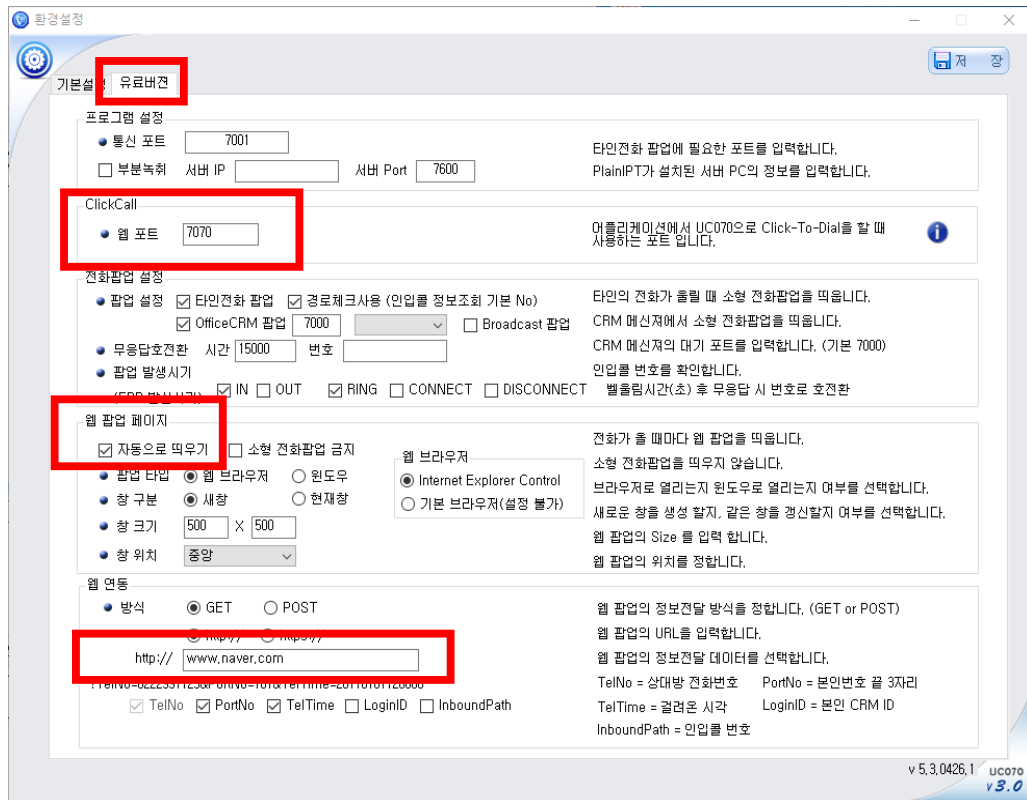 환경설정
저 장
기본설정 유료버젼
프로그램 설정
통신 포트 7001
타인전화 팝업에 필요한 포트를 입력합니다.
부분녹취 서버 IP 서버 Port 7600
PlainIPT가 설치된 서버 PC의 정보를 입력합니다.
ClickCall
웹 포트 7070
어플리케이션에서 UC070으로 Click-To-Dial을 할 때
사용하는 포트 입니다.
전화팝업 설정
팝업 설정 타인전화 팝업 경로체크사용 (인입콜 정보조회 기본 No)
타인의 전화가 울릴 때 소형 전화팝업을 띄웁니다.
OfficeCRM 팝업 7000 Broadcast 팝업
CRM 메신져에서 소형 전화팝업을 띄웁니다.
무응답호전환 시간 15000 번호
CRM 메신져의 대기 포트를 입력합니다. (기본 7000)
팝업 발생시기
인입콜 번호를 확인합니다.
IN OUT RING CONNECT DISCONNECT
벨울림시간(초) 후 무응답 시 번호로 호전환
웹 팝업 페이지
자동으로 띄우기 소형 전화팝업 금지
전화가 올 때마다 웹 팝업을 띄웁니다.
웹 브라우저
소형 전화팝업을 띄우지 않습니다.
팝업 타입 웹 브라우저 윈도우
Internet Explorer Control
브라우저로 열리는지 윈도우로 열리는지 여부를 선택합니다.
창 구분 새창 현재창
기본 브라우저(설정 불가)
새로운 창을 생성 할지, 같은 창을 갱신할지 여부를 선택합니다.
창 크기 500 X 500
웹 팝업의 Size 를 입력 합니다.
창 위치 중앙
웹 팝업의 위치를 정합니다.
웹 연동
방식 GET POST
웹 팝업의 정보전달 방식을 정합니다. (GET or POST)
웹 팝업의 URL을 입력합니다.
http:// www.naver.com
웹 팝업의 정보전달 데이터를 선택합니다.
TelNo = 상대방 전화번호 PortNo = 본인번호 끝 3자리
TelNo PortNo TelTime LoginID InboundPath
TelTime = 걸려온 시각 LoginID = 본인 CRM ID
InboundPath = 인입콜 번호
v 5.3.0426.1
UC070
v 3.0